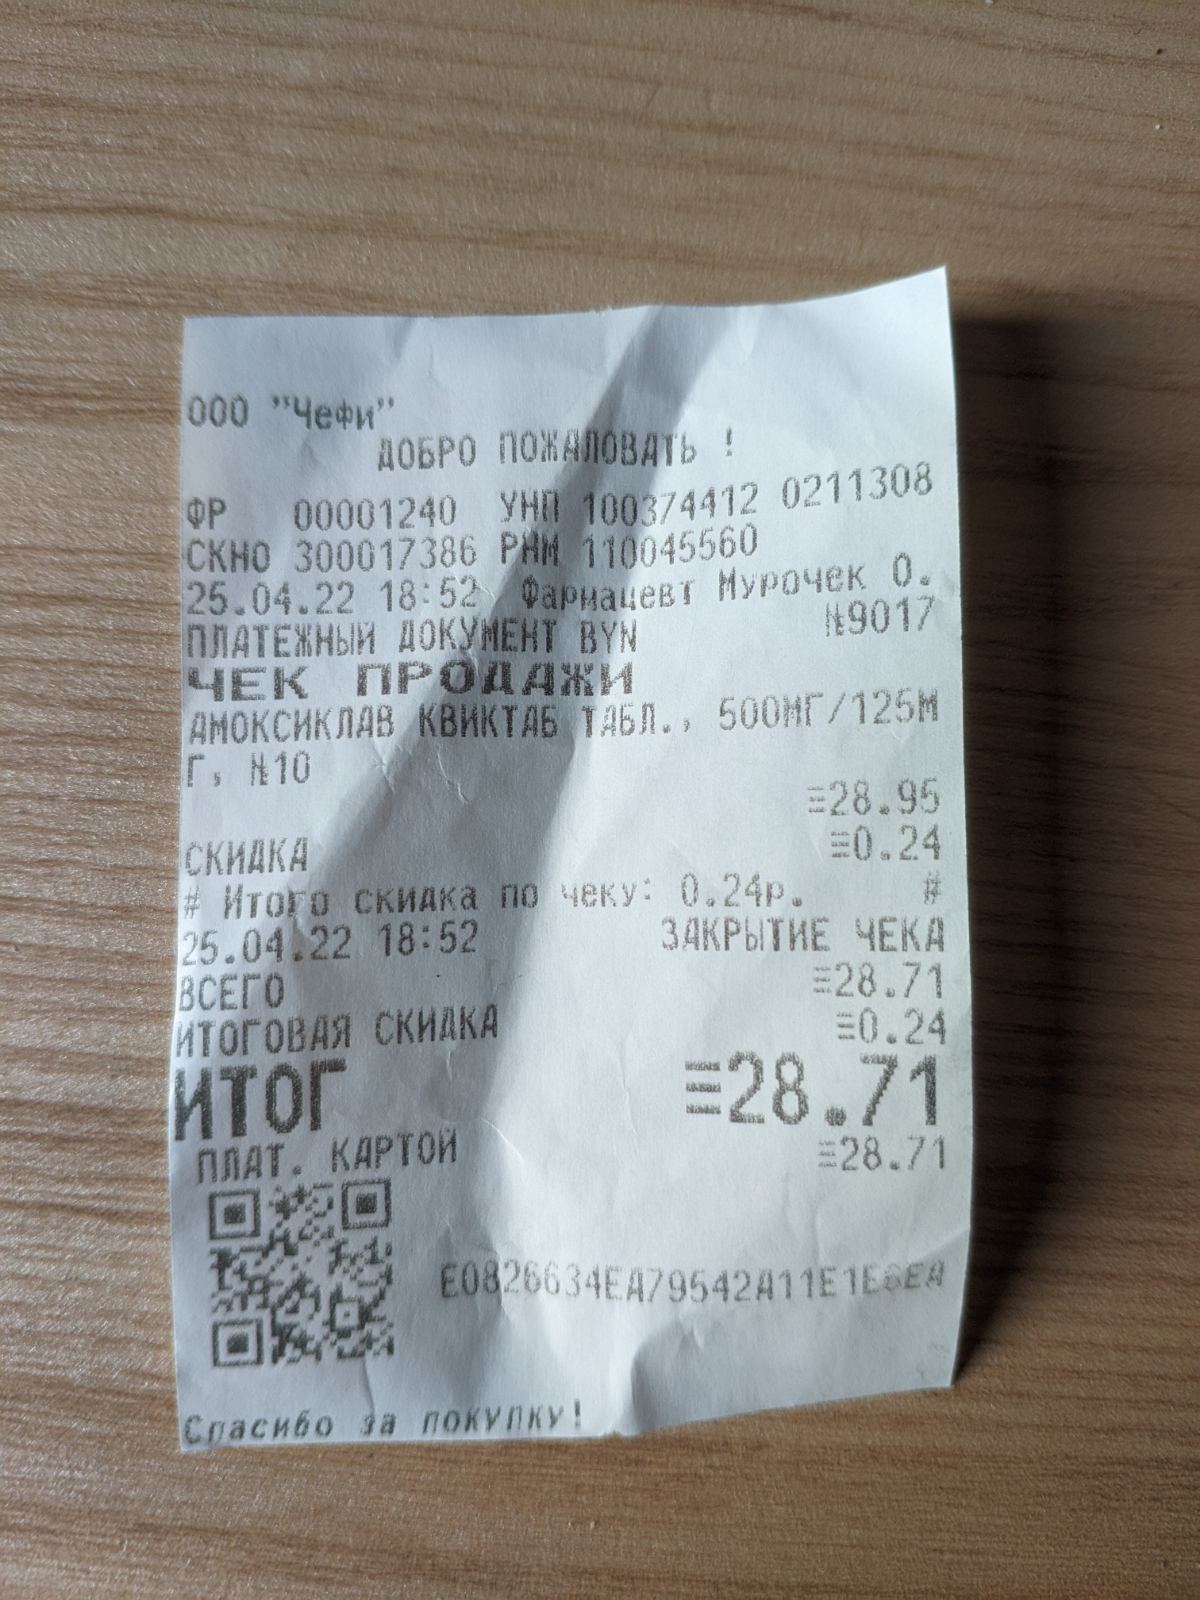 ООО "Чефи"
ДОБРО ПОЖАЛОВАТЬ !
ФР 00001240 УНП 100374412 0211308
СКНО 300017386 РНМ 110045560
25.04.22 18:52 Фармацевт Мурочек О.
ПЛАТЕЖНЫЙ ДОКУМЕНТ BYN №9017
ЧЕК ПРОДАЖИ
АМОКСИКЛАВ КВИКТАБ ТАБЛ., 500МГ/125М
Г, №10
≡28.95
СКИДКА ≡0.24
# Итого скидка по чеку: 0.24р. #
25.04.22 18:52 ЗАКРЫТИЕ ЧЕКА
ВСЕГО ≡28.71
ИТОГОВАЯ СКИДКА ≡0.24
ИТОГ ≡28.71
ПЛАТ. КАРТОЙ ≡28.71
Спасибо за покупку!